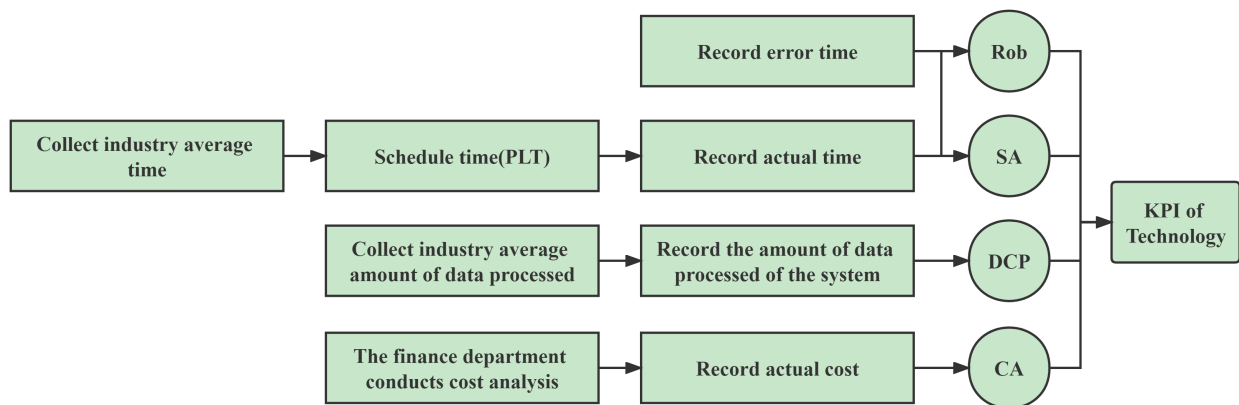 Record error time
Rob
Collect industry average
time
Schedule time(PLT)
Record actual time
SA
KPI of
Technology
Collect industry average
amount of data processed
Record the amount of data
processed of the system
DCP
The finance department
conducts cost analysis
Record actual cost
CA